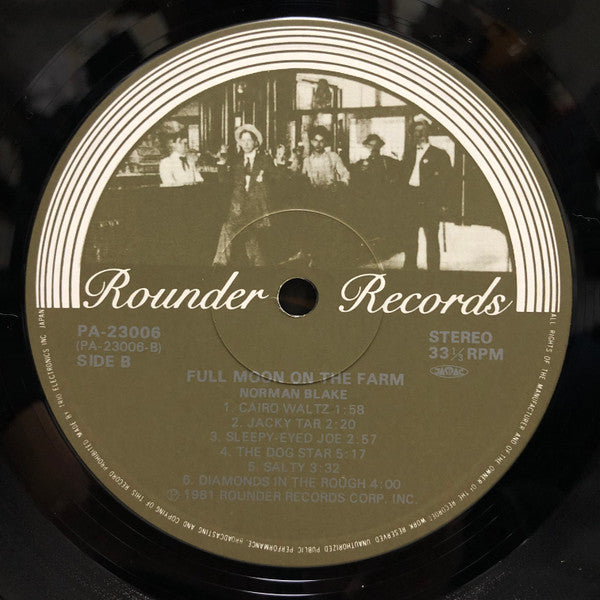 Rounder Records
PA-23006
(PA-23006-B)
SIDE B
STEREO
33⅓ RPM
FULL MOON ON THE FARM
NORMAN BLAKE
1. CAIRO WALTZ 1:58
2. JACKY TAR 2:20
3. SLEEPY-EYED JOE 2:57
4. THE DOG STAR 5:17
5. SALTY 3:32
6. DIAMONDS IN THE ROUGH 4:00
Ⓟ 1981 ROUNDER RECORDS CORP. INC.
ALL RIGHTS OF THE MANUFACTURER AND OF THE OWNER OF THE RECORDED WORK RESERVED UNAUTHORIZED PUBLIC PERFORMANCE, BROADCASTING AND COPYING OF THIS RECORD PROHIBITED MADE BY TRIO ELECTRONICS INC. JAPAN